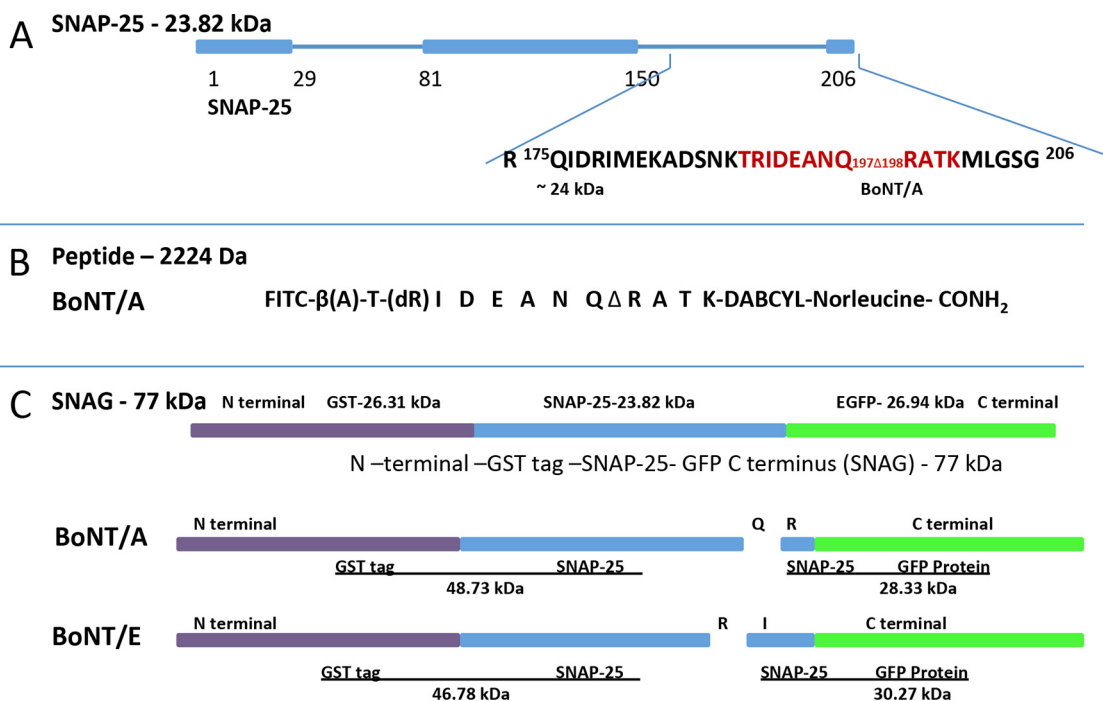 A SNAP-25 - 23.82 kDa
1 29 81 150 206
SNAP-25
R 175QIDRIMEKADSNKTRIDEANQ197Δ198RATKMLGSG 206
~ 24 kDa BoNT/A
B Peptide – 2224 Da
BoNT/A FITC-β(A)-T-(dR) I D E A N Q Δ R A T K-DABCYL-Norleucine- CONH2
C SNAG - 77 kDa N terminal GST-26.31 kDa SNAP-25-23.82 kDa EGFP- 26.94 kDa C terminal
N –terminal –GST tag –SNAP-25- GFP C terminus (SNAG) - 77 kDa
N terminal Q R C terminal
BoNT/A
GST tag SNAP-25 SNAP-25 GFP Protein
48.73 kDa 28.33 kDa
N terminal R I C terminal
BoNT/E
GST tag SNAP-25 SNAP-25 GFP Protein
46.78 kDa 30.27 kDa